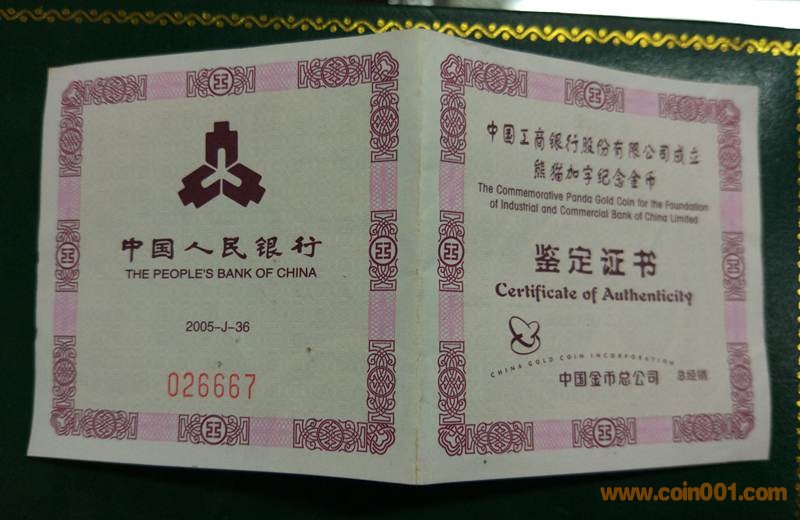 中国人民银行
THE PEOPLE'S BANK OF CHINA
2005-J-36
026667
中国工商银行股份有限公司成立
熊猫加字纪念金币
The Commemorative Panda Gold Coin for the Foundation
of Industrial and Commercial Bank of China Limited
鉴定证书
Certificate of Authenticity
CHINA GOLD COIN INCORPORATION
中国金币总公司 总经销
www.coin001.com